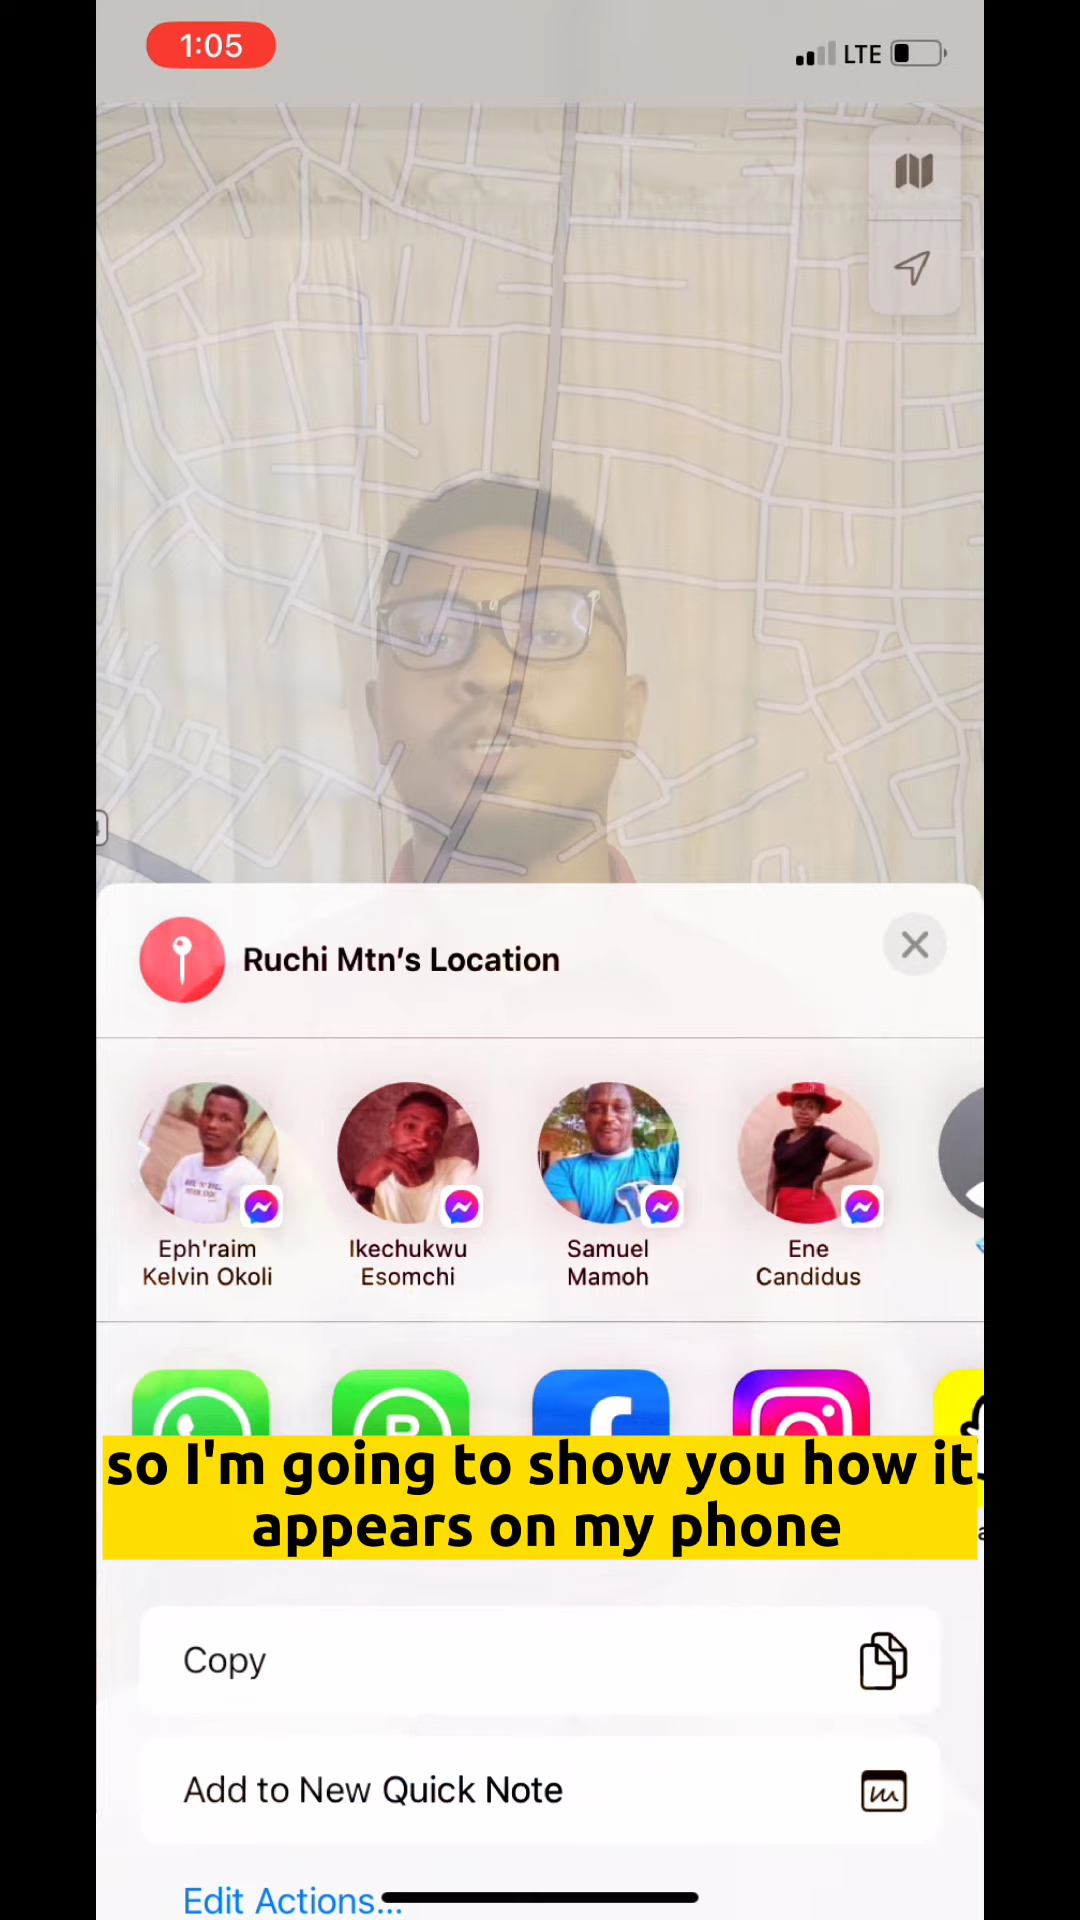 1:05
LTE
Ruchi Mtn's Location
Eph'raim
Kelvin Okoli
Ikechukwu
Esomchi
Samuel
Mamoh
Ene
Candidus
so I'm going to show you how it
appears on my phone
Copy
Add to New Quick Note
Edit Actions...